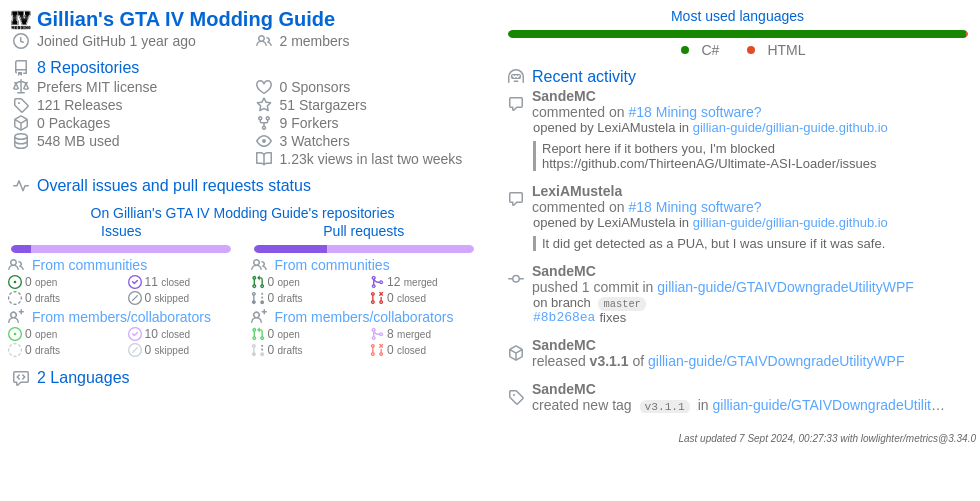 Gillian's GTA IV Modding Guide
Joined GitHub 1 year ago
2 members
8 Repositories
Prefers MIT license
0 Sponsors
121 Releases
51 Stargazers
0 Packages
9 Forkers
548 MB used
3 Watchers
1.23k views in last two weeks
Overall issues and pull requests status
On Gillian's GTA IV Modding Guide's repositories
Issues
Pull requests
From communities
0 open
11 closed
0 drafts
0 skipped
From communities
0 open
12 merged
0 drafts
0 closed
From members/collaborators
0 open
10 closed
0 drafts
0 skipped
From members/collaborators
0 open
8 merged
0 drafts
0 closed
2 Languages
Most used languages
C#
HTML
Recent activity
SandeMC
commented on #18 Mining software?
opened by LexiAMustela in gillian-guide/gillian-guide.github.io
Report here if it bothers you, I'm blocked
https://github.com/ThirteenAG/Ultimate-ASI-Loader/issues
LexiAMustela
commented on #18 Mining software?
opened by LexiAMustela in gillian-guide/gillian-guide.github.io
It did get detected as a PUA, but I was unsure if it was safe.
SandeMC
pushed 1 commit in gillian-guide/GTAIVDowngradeUtilityWPF
on branch master
#8b268ea fixes
SandeMC
released v3.1.1 of gillian-guide/GTAIVDowngradeUtilityWPF
SandeMC
created new tag v3.1.1 in gillian-guide/GTAIVDowngradeUtilit…
Last updated 7 Sept 2024, 00:27:33 with lowlighter/metrics@3.34.0